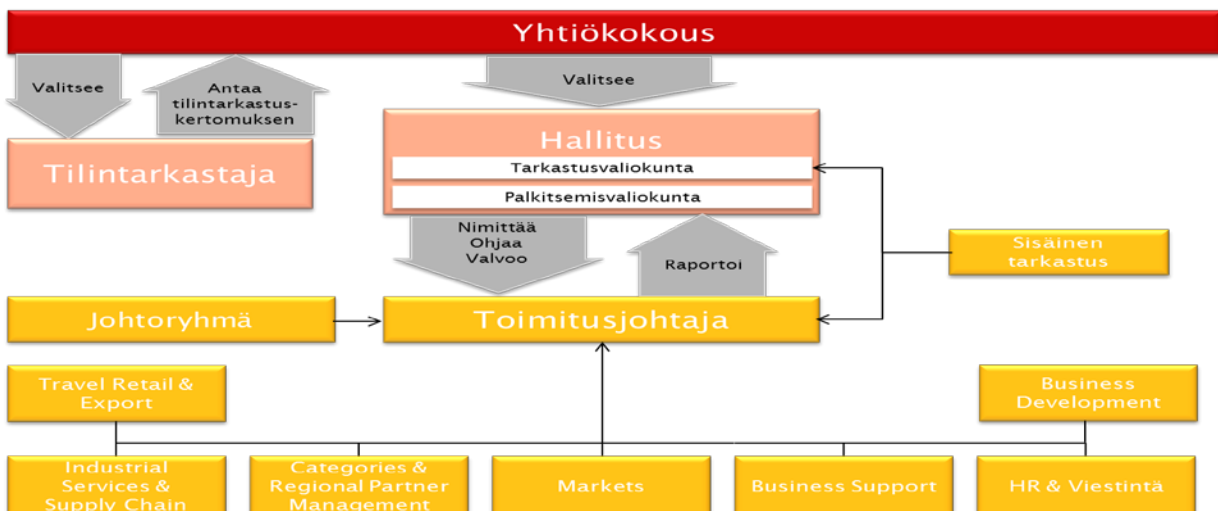 Yhtiökokous
Valitsee
Antaa
tilintarkastus-
kertomuksen
Valitsee
Tilintarkastaja
Hallitus
Tarkastusvaliokunta
Palkitsemisvaliokunta
Nimittää
Ohjaa
Valvoo
Raportoi
Sisäinen
tarkastus
Johtoryhmä
Toimitusjohtaja
Travel Retail &
Export
Business
Development
Industrial
Services &
Supply Chain
Categories &
Regional Partner
Management
Markets
Business Support
HR & Viestintä